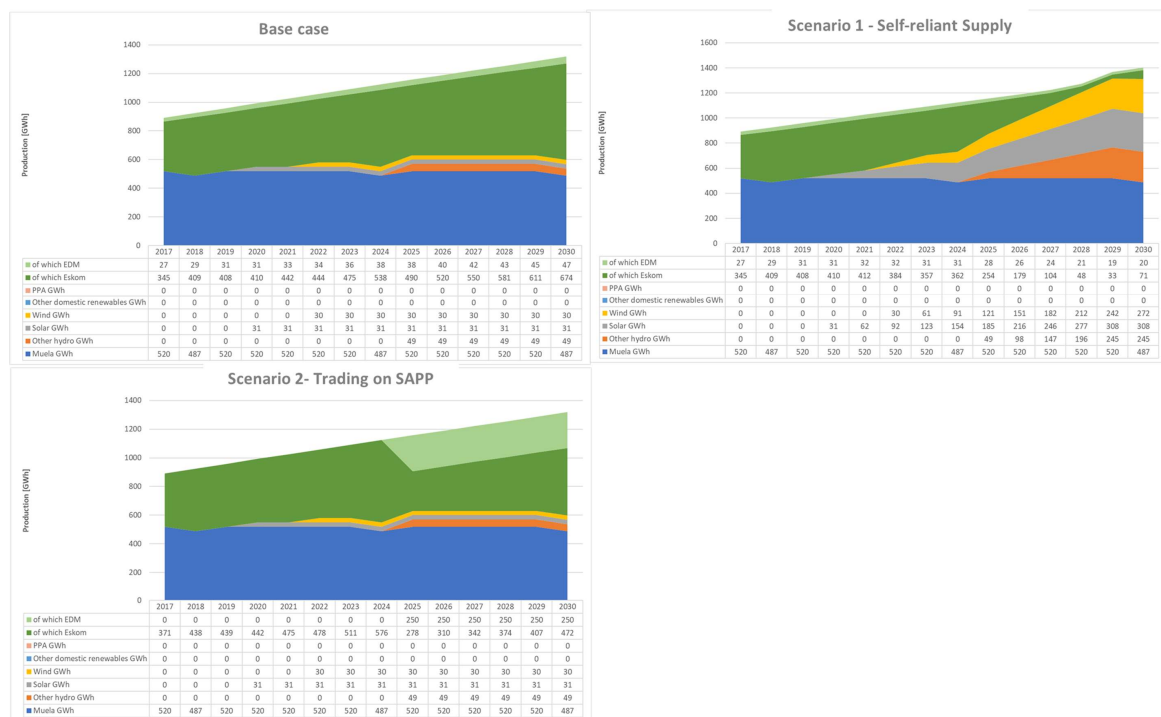 Base case
1400
1200
1000
800
600
400
200
0
Production [GWh]
2017 2018 2019 2020 2021 2022 2023 2024 2025 2026 2027 2028 2029 2030
of which EDM 27 29 31 31 33 34 36 38 38 40 42 43 45 47
of which Eskom 345 409 408 410 442 444 475 538 490 520 550 581 611 674
PPA GWh 0 0 0 0 0 0 0 0 0 0 0 0 0 0
Other domestic renewables GWh 0 0 0 0 0 0 0 0 0 0 0 0 0 0
Wind GWh 0 0 0 0 0 30 30 30 30 30 30 30 30 30
Solar GWh 0 0 0 31 31 31 31 31 31 31 31 31 31 31
Other hydro GWh 0 0 0 0 0 0 0 0 49 49 49 49 49 49
Muela GWh 520 487 520 520 520 520 520 487 520 520 520 520 520 487
Scenario 1 - Self-reliant Supply
1600
1400
1200
1000
800
600
400
200
0
Production [GWh]
2017 2018 2019 2020 2021 2022 2023 2024 2025 2026 2027 2028 2029 2030
of which EDM 27 29 31 31 32 32 31 31 28 26 24 21 19 20
of which Eskom 345 409 408 410 412 384 357 362 254 179 104 48 33 71
PPA GWh 0 0 0 0 0 0 0 0 0 0 0 0 0 0
Other domestic renewables GWh 0 0 0 0 0 0 0 0 0 0 0 0 0 0
Wind GWh 0 0 0 0 0 30 61 91 121 151 182 212 242 272
Solar GWh 0 0 0 31 62 92 123 154 185 216 246 277 308 308
Other hydro GWh 0 0 0 0 0 0 0 0 49 98 147 196 245 245
Muela GWh 520 487 520 520 520 520 520 487 520 520 520 520 520 487
Scenario 2- Trading on SAPP
1400
1200
1000
800
600
400
200
0
Production [GWh]
2017 2018 2019 2020 2021 2022 2023 2024 2025 2026 2027 2028 2029 2030
of which EDM 0 0 0 0 0 0 0 0 250 250 250 250 250 250
of which Eskom 371 438 439 442 475 478 511 576 278 310 342 374 407 472
PPA GWh 0 0 0 0 0 0 0 0 0 0 0 0 0 0
Other domestic renewables GWh 0 0 0 0 0 0 0 0 0 0 0 0 0 0
Wind GWh 0 0 0 0 0 30 30 30 30 30 30 30 30 30
Solar GWh 0 0 0 31 31 31 31 31 31 31 31 31 31 31
Other hydro GWh 0 0 0 0 0 0 0 0 49 49 49 49 49 49
Muela GWh 520 487 520 520 520 520 520 487 520 520 520 520 520 487